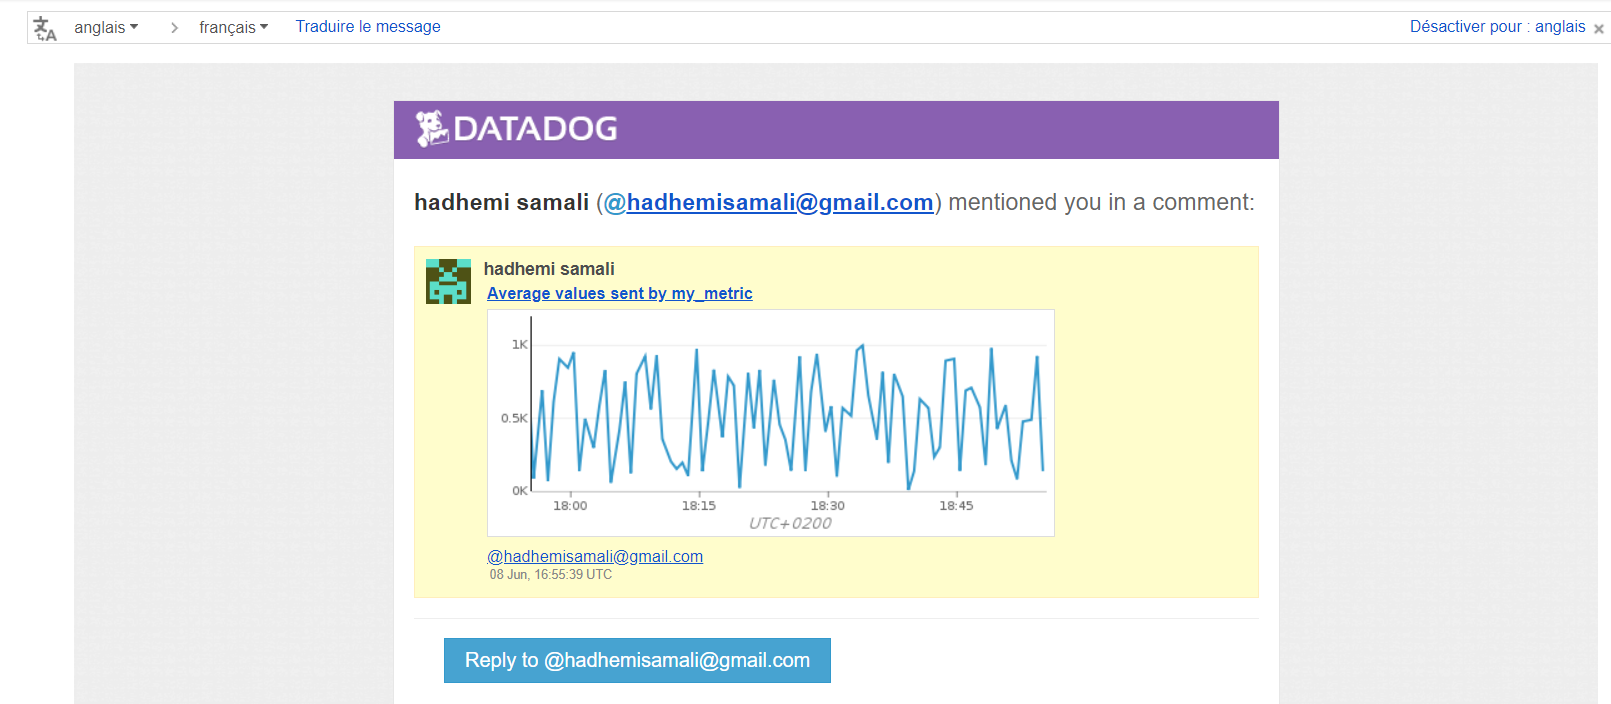 anglais français Traduire le message Désactiver pour : anglais
DATADOG
hadhemi samali (@hadhemisamali@gmail.com) mentioned you in a comment:
hadhemi samali
Average values sent by my_metric
1K
0.5K
0K
18:00 18:15 18:30 18:45
UTC+0200
@hadhemisamali@gmail.com
08 Jun, 16:55:39 UTC
Reply to @hadhemisamali@gmail.com